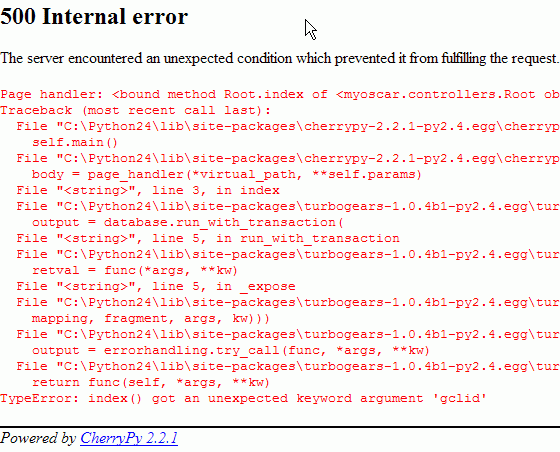 500 Internal error
The server encountered an unexpected condition which prevented it from fulfilling the request.
Page handler: <bound method Root.index of <myoscar.controllers.Root ob
Traceback (most recent call last):
File "C:\Python24\lib\site-packages\cherrypy-2.2.1-py2.4.egg\cherryp
self.main()
File "C:\Python24\lib\site-packages\cherrypy-2.2.1-py2.4.egg\cherryp
body = page_handler(*virtual_path, **self.params)
File "<string>", line 3, in index
File "C:\Python24\lib\site-packages\turbogears-1.0.4b1-py2.4.egg\tur
output = database.run_with_transaction(
File "<string>", line 5, in run_with_transaction
File "C:\Python24\lib\site-packages\turbogears-1.0.4b1-py2.4.egg\tur
retval = func(*args, **kw)
File "<string>", line 5, in _expose
File "C:\Python24\lib\site-packages\turbogears-1.0.4b1-py2.4.egg\tur
mapping, fragment, args, kw)))
File "C:\Python24\lib\site-packages\turbogears-1.0.4b1-py2.4.egg\tur
output = errorhandling.try_call(func, *args, **kw)
File "C:\Python24\lib\site-packages\turbogears-1.0.4b1-py2.4.egg\tur
return func(self, *args, **kw)
TypeError: index() got an unexpected keyword argument 'gclid'
Powered by CherryPy 2.2.1